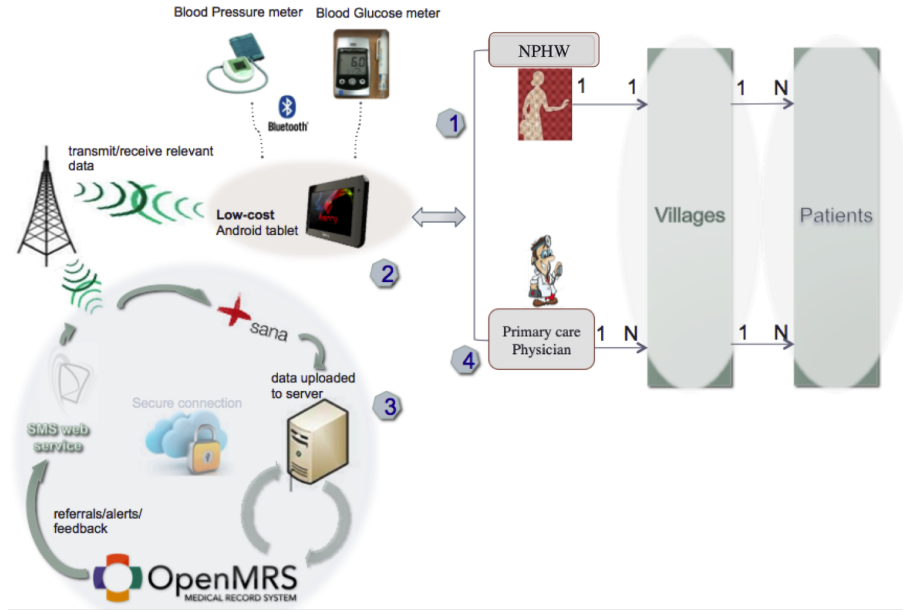 Blood Pressure meter
Blood Glucose meter
6.0
Bluetooth
transmit/receive relevant
data
Low-cost
Android tablet
2
1
NPHW
1 1
1 N
Villages
Patients
4
Primary care
Physician
1 N
1 N
sana
data uploaded
to server
3
Secure connection
SMS web
service
referrals/alerts/
feedback
OpenMRS
MEDICAL RECORD SYSTEM